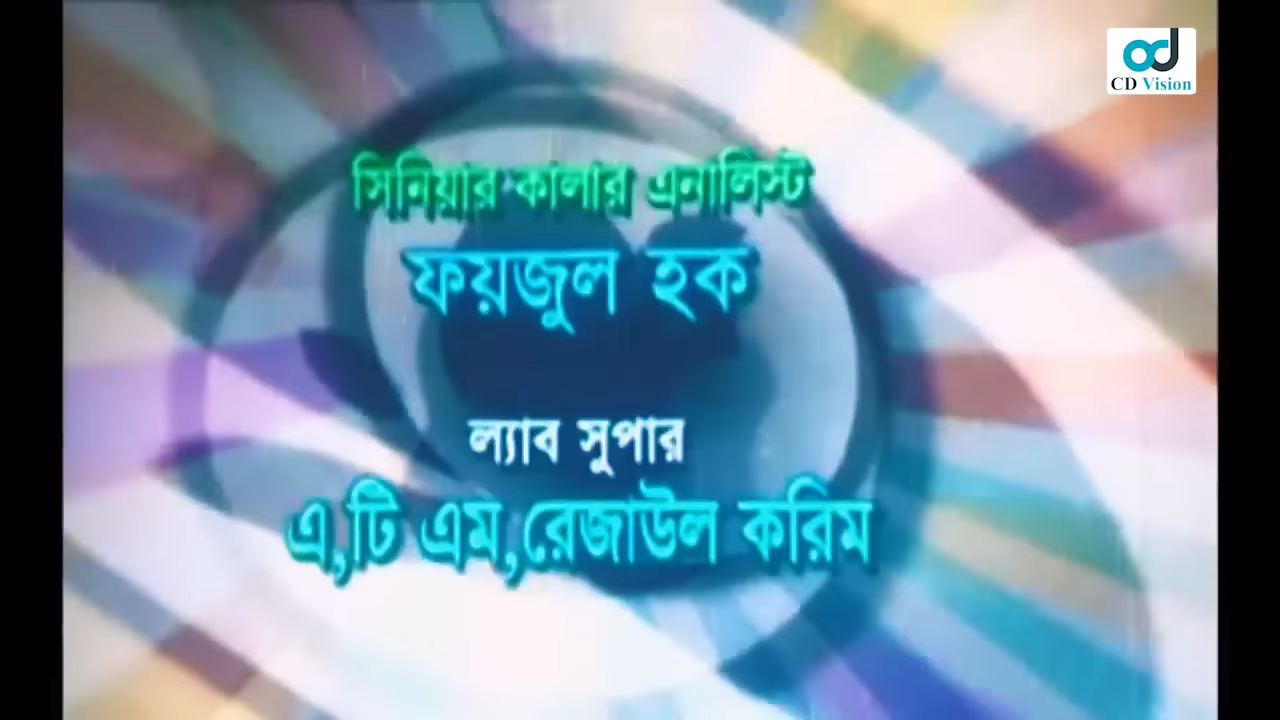 CD Vision
সিনিয়ার কালার এনালিস্ট
ফয়জুল হক
ল্যাব সুপার
এ,টি এম,রেজাউল করিম